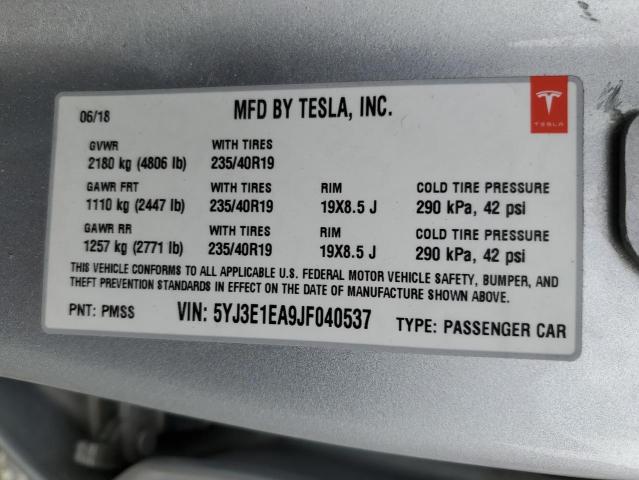 06/18 MFD BY TESLA, INC.
TESLA
GVWR WITH TIRES
2180 kg (4806 lb) 235/40R19
GAWR FRT WITH TIRES RIM COLD TIRE PRESSURE
1110 kg (2447 lb) 235/40R19 19X8.5 J 290 kPa, 42 psi
GAWR RR WITH TIRES RIM COLD TIRE PRESSURE
1257 kg (2771 lb) 235/40R19 19X8.5 J 290 kPa, 42 psi
THIS VEHICLE CONFORMS TO ALL APPLICABLE U.S. FEDERAL MOTOR VEHICLE SAFETY, BUMPER, AND
THEFT PREVENTION STANDARDS IN EFFECT ON THE DATE OF MANUFACTURE SHOWN ABOVE.
PNT: PMSS VIN: 5YJ3E1EA9JF040537 TYPE: PASSENGER CAR